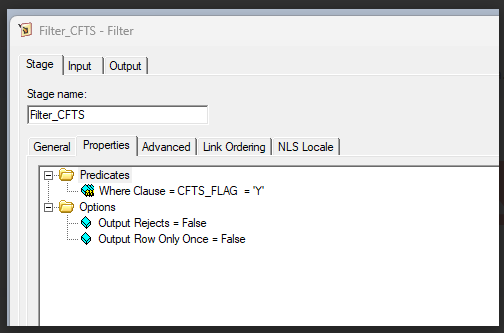 Filter_CFTS - Filter
Stage Input Output
Stage name:
Filter_CFTS
General Properties Advanced Link Ordering NLS Locale
Predicates
Where Clause = CFTS_FLAG = 'Y'
Options
Output Rejects = False
Output Row Only Once = False